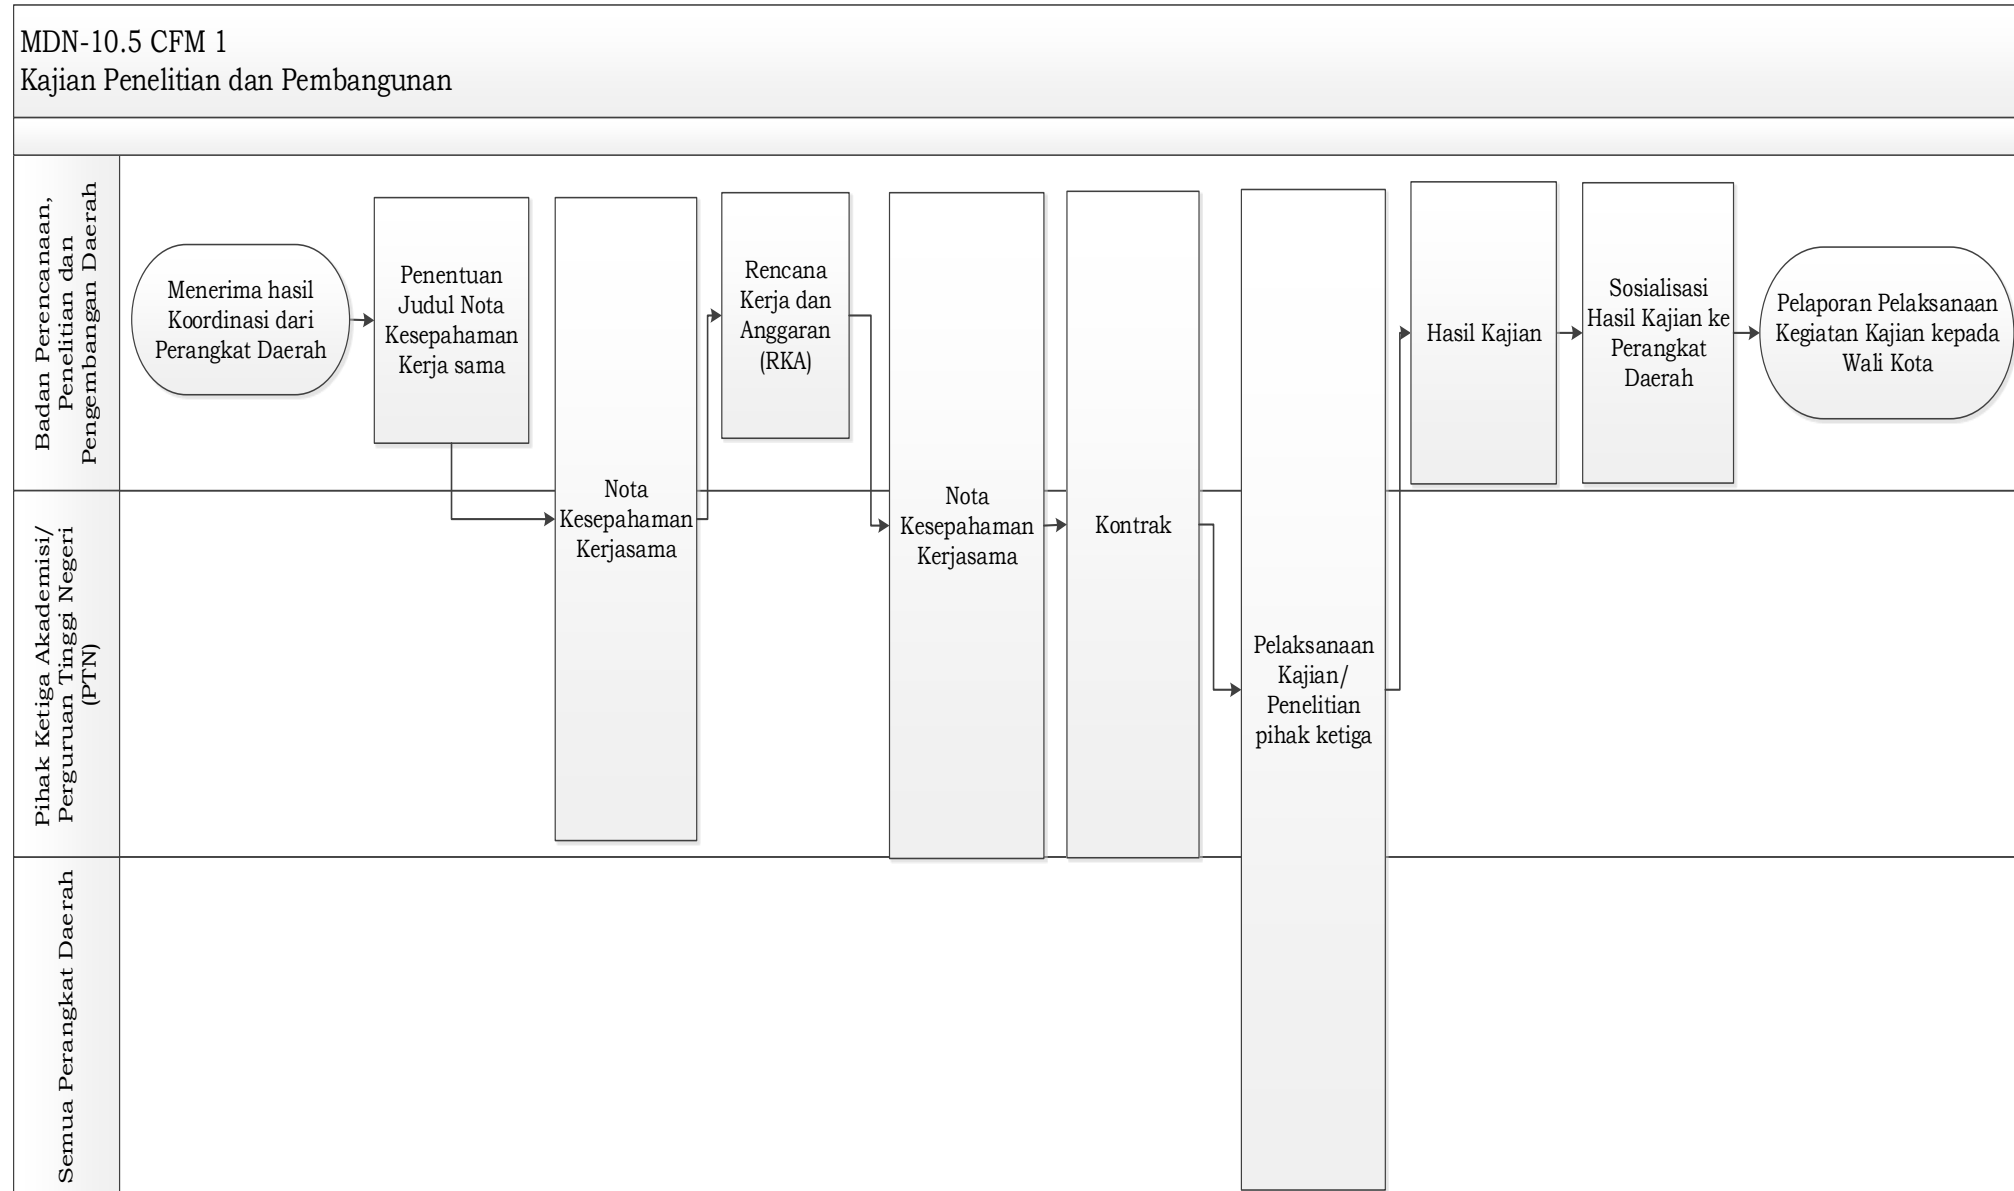 MDN-10.5 CFM 1
Kajian Penelitian dan Pembangunan
Badan Perencanaan,
Penelitian dan
Pengembangan Daerah
Menerima hasil
Koordinasi dari
Perangkat Daerah
Penentuan
Judul Nota
Kesepahaman
Kerja sama
Nota
Kesepahaman
Kerjasama
Rencana
Kerja dan
Anggaran
(RKA)
Nota
Kesepahaman
Kerjasama
Kontrak
Pelaksanaan
Kajian/
Penelitian
pihak ketiga
Hasil Kajian
Sosialisasi
Hasil Kajian ke
Perangkat
Daerah
Pelaporan Pelaksanaan
Kegiatan Kajian kepada
Wali Kota
Pihak Ketiga Akademisi/
Perguruan Tinggi Negeri
(PTN)
Semua Perangkat Daerah